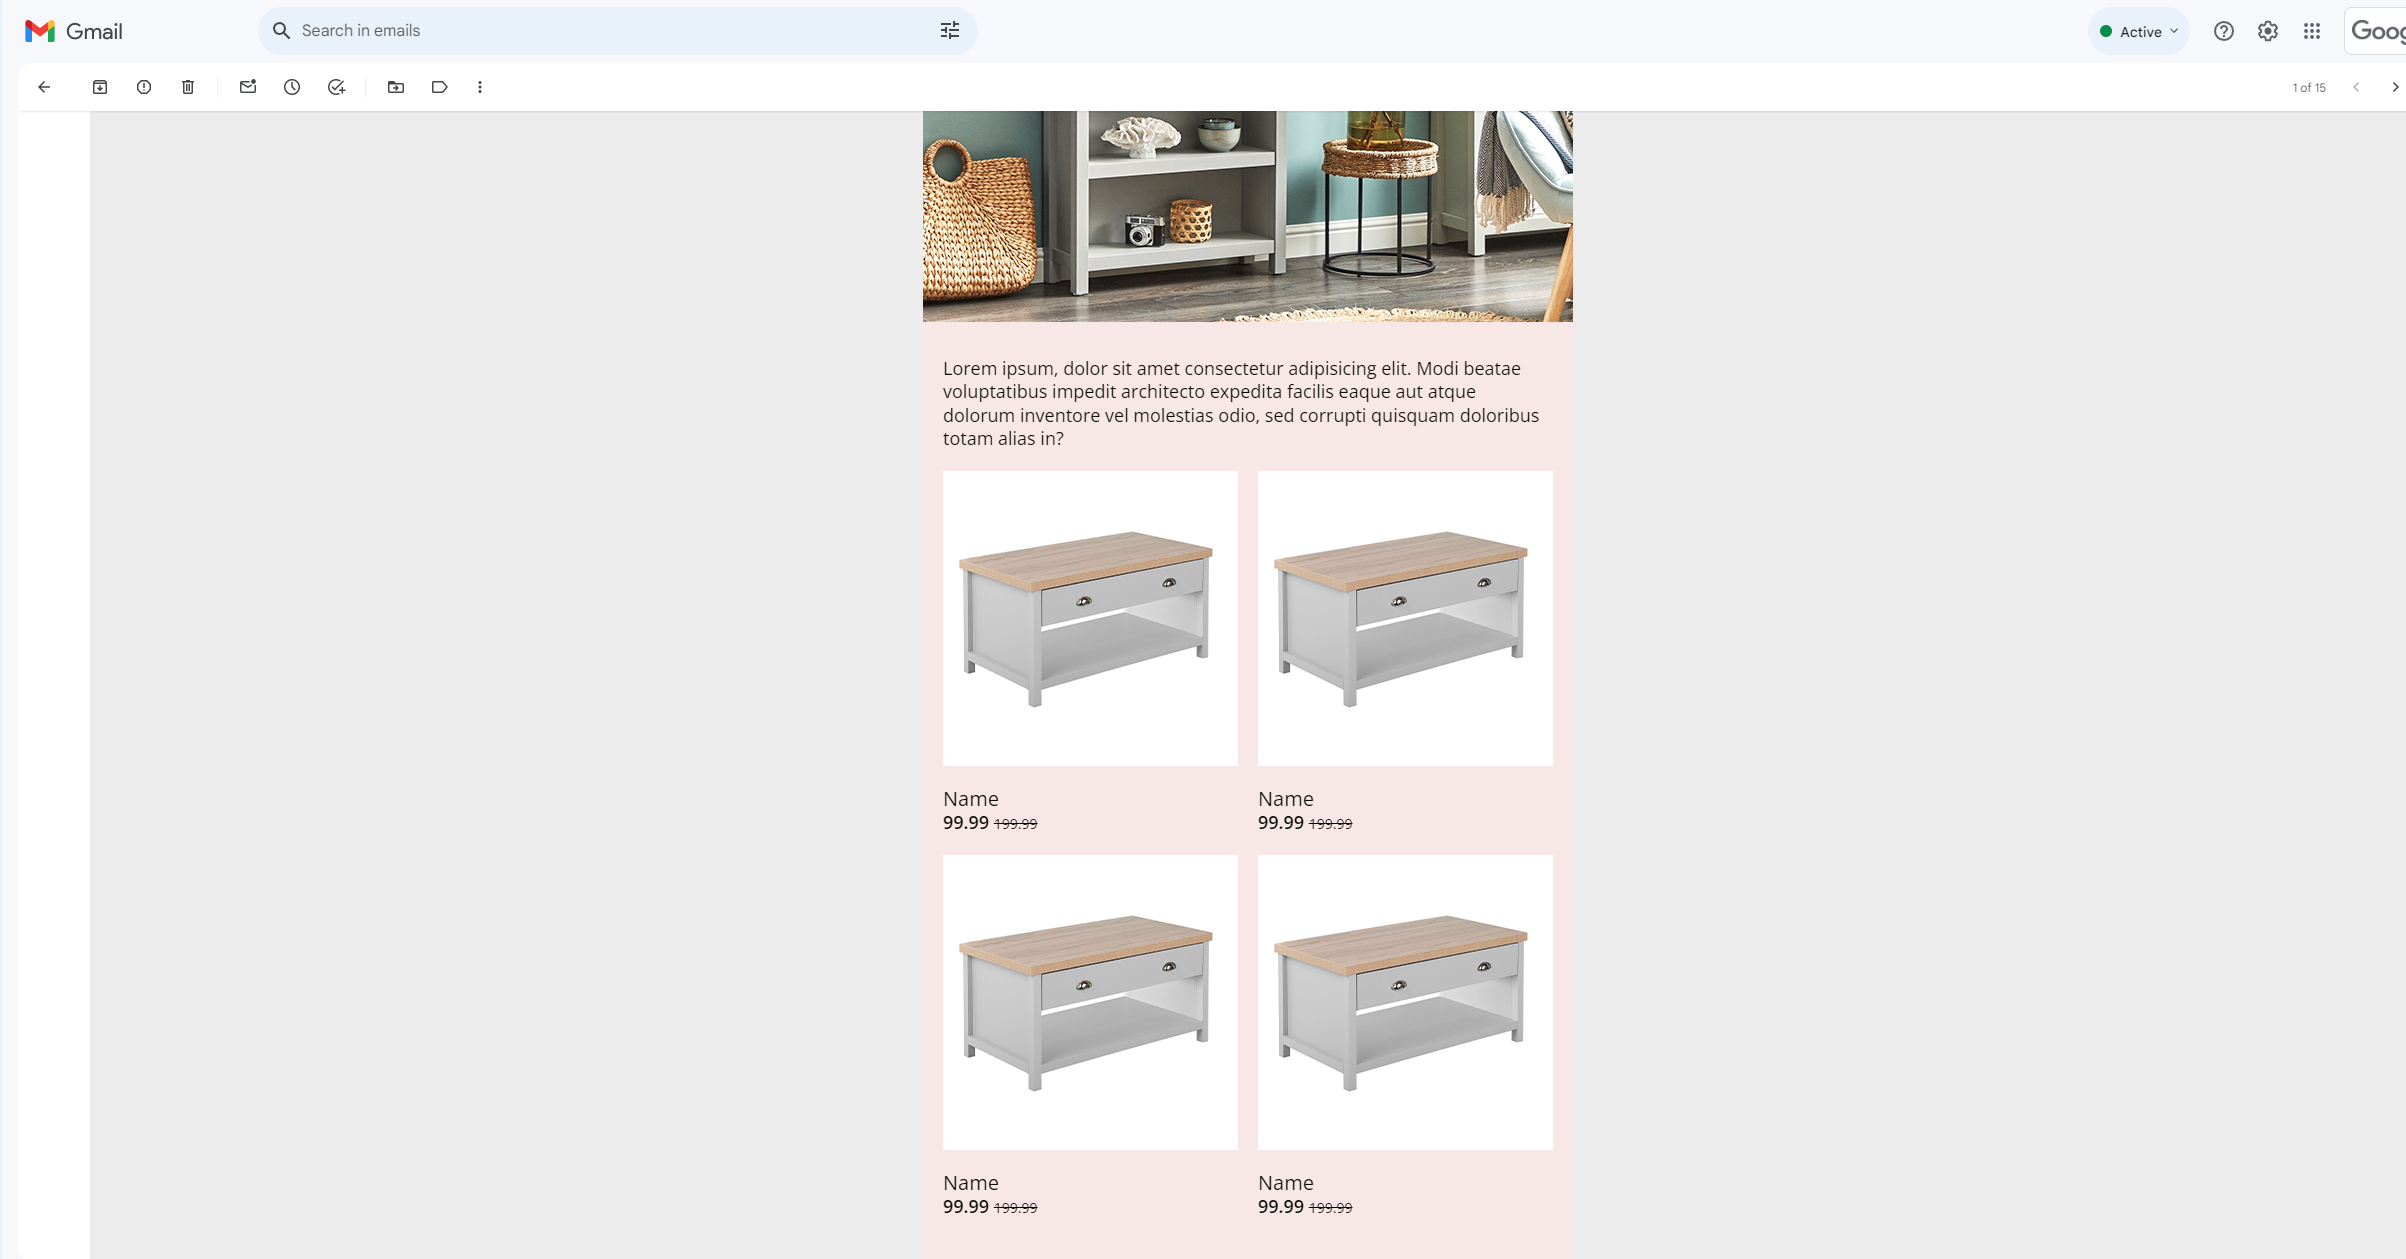 Gmail
Search in emails
Active
1 of 15
Lorem ipsum, dolor sit amet consectetur adipisicing elit. Modi beatae
voluptatibus impedit architecto expedita facilis eaque aut atque
dolorum inventore vel molestias odio, sed corrupti quisquam doloribus
totam alias in?
Name
99.99 199.99
Name
99.99 199.99
Name
99.99 199.99
Name
99.99 199.99